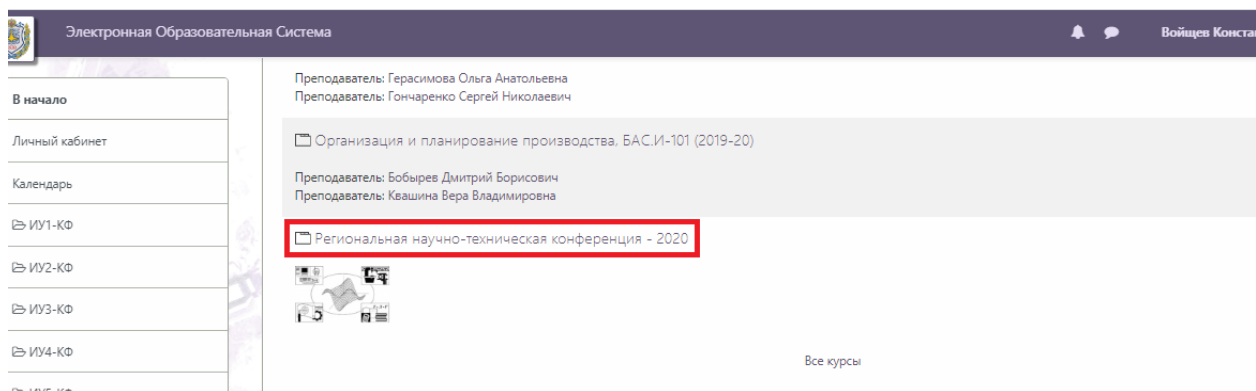 Электронная Образовательная Система
Войщев Конста
В начало
Личный кабинет
Календарь
ИУ1-КФ
ИУ2-КФ
ИУ3-КФ
ИУ4-КФ
Преподаватель: Герасимова Ольга Анатольевна
Преподаватель: Гончаренко Сергей Николаевич
Организация и планирование производства, БАС.И-101 (2019-20)
Преподаватель: Бобырев Дмитрий Борисович
Преподаватель: Квашина Вера Владимировна
Региональная научно-техническая конференция - 2020
Все курсы